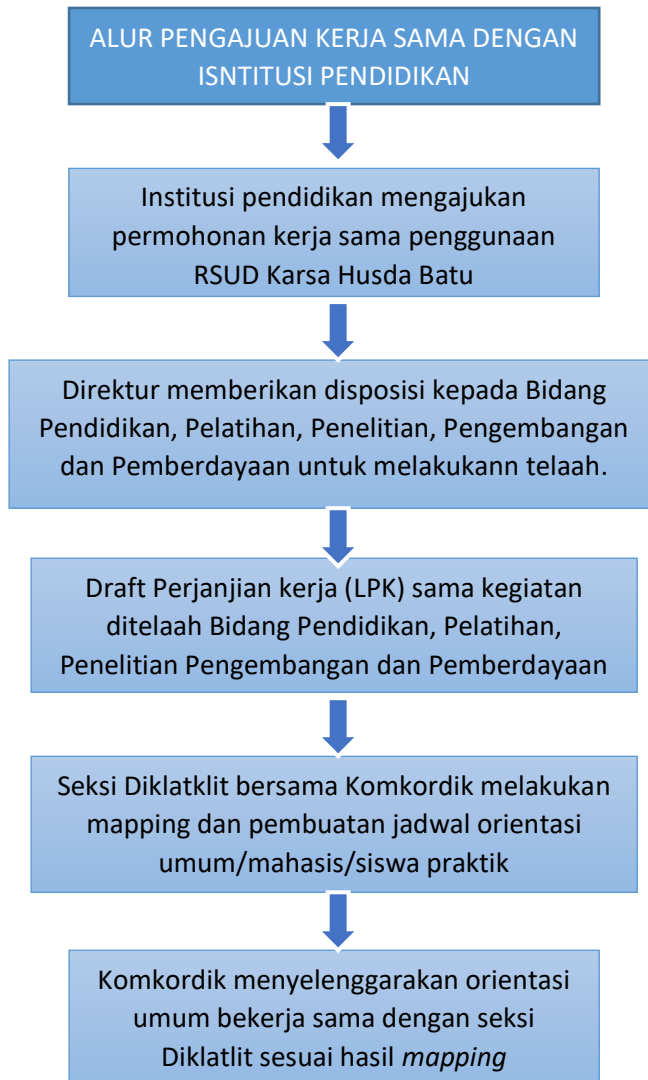 ALUR PENGAJUAN KERJA SAMA DENGAN
ISNTITUSI PENDIDIKAN
Institusi pendidikan mengajukan
permohonan kerja sama penggunaan
RSUD Karsa Husda Batu
Direktur memberikan disposisi kepada Bidang
Pendidikan, Pelatihan, Penelitian, Pengembangan
dan Pemberdayaan untuk melakukann telaah.
Draft Perjanjian kerja (LPK) sama kegiatan
ditelaah Bidang Pendidikan, Pelatihan,
Penelitian Pengembangan dan Pemberdayaan
Seksi Diklatklit bersama Komkordik melakukan
mapping dan pembuatan jadwal orientasi
umum/mahasis/siswa praktik
Komkordik menyelenggarakan orientasi
umum bekerja sama dengan seksi
Diklatlit sesuai hasil mapping